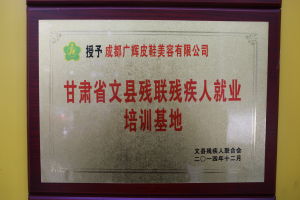 授予 成都广辉皮鞋美容有限公司
甘肃省文县残联残疾人就业
培训基地
文县残疾人联合会
二〇一四年十二月